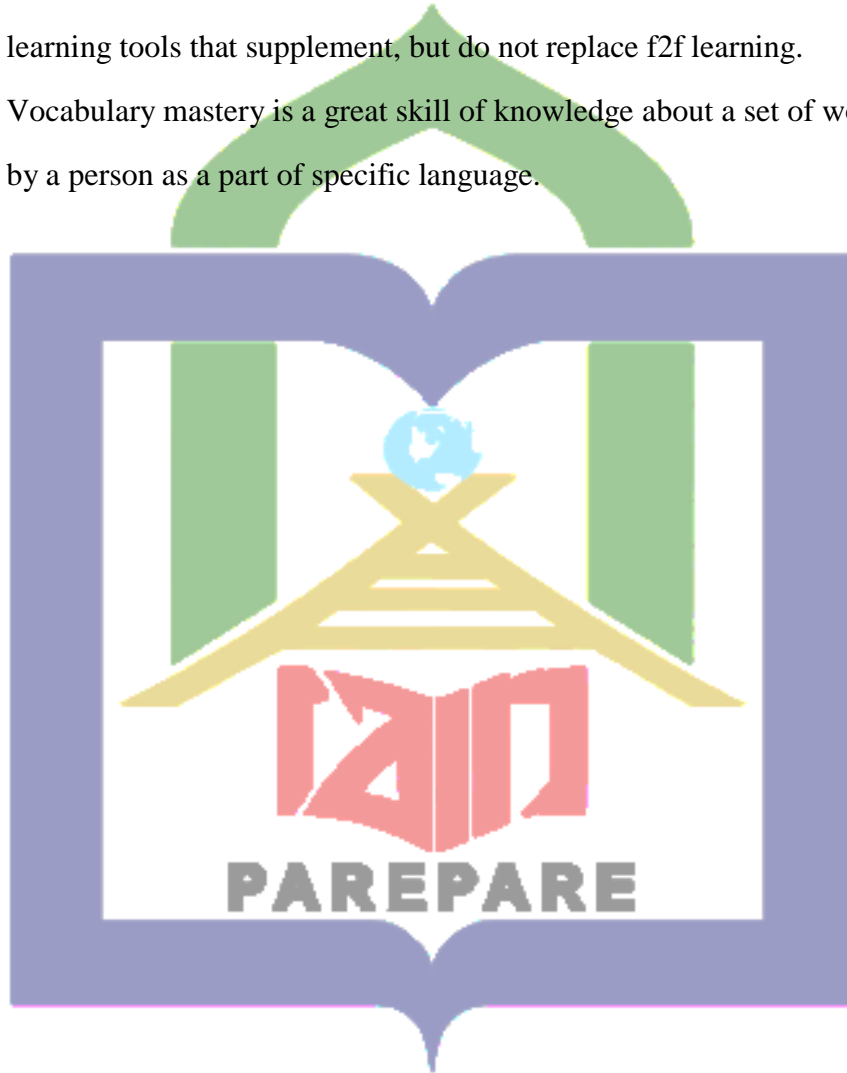 learning tools that supplement, but do not replace f2f learning.
Vocabulary mastery is a great skill of knowledge about a set of
by a person as a part of specific language.
iain
PAREPARE